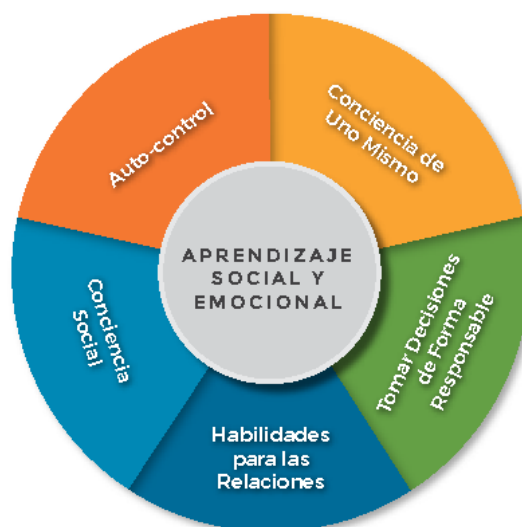 Auto-control
Conciencia de
Uno Mismo
APRENDIZAJE
SOCIAL Y
EMOCIONAL
Conciencia
Social
Tomar Decisiones
de Forma
Responsable
Habilidades
para las
Relaciones